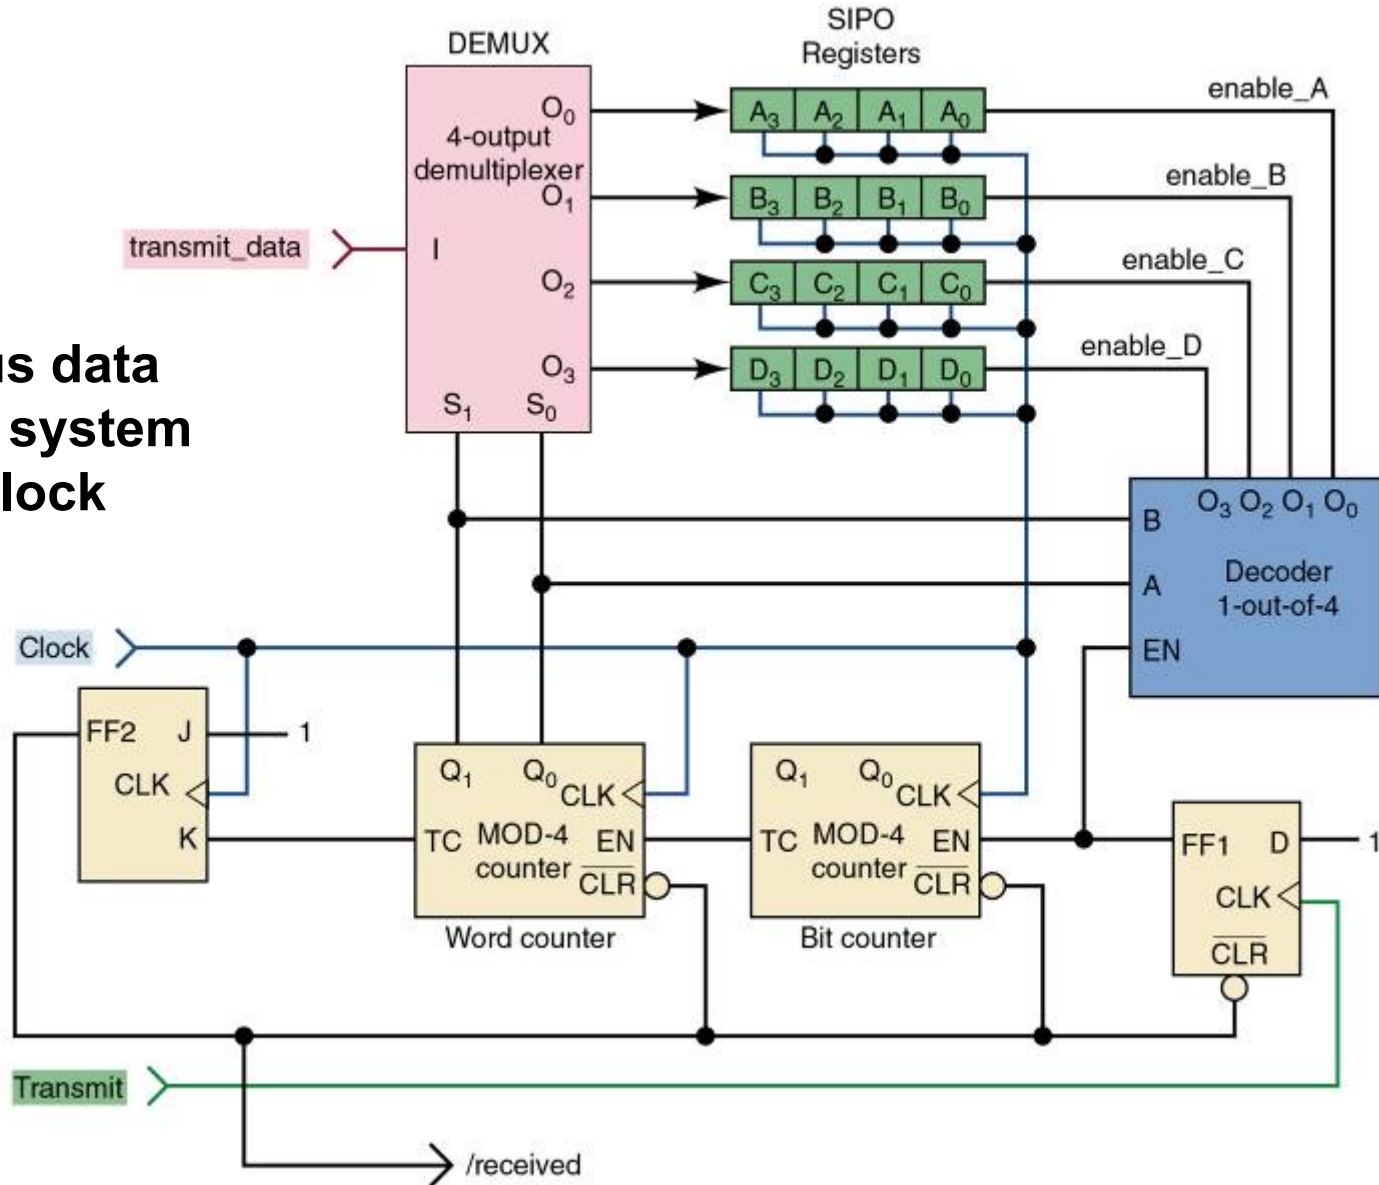 SIPO
Registers
DEMUX
4-output
demultiplexer
O0
O1
O2
O3
I
S1 S0
transmit_data
A3 A2 A1 A0
B3 B2 B1 B0
C3 C2 C1 C0
D3 D2 D1 D0
enable_A
enable_B
enable_C
enable_D
us data
system
lock
O3 O2 O1 O0
B
A
EN
Decoder
1-out-of-4
Clock
FF2 J 1
CLK
K
Q1 Q0
CLK
TC MOD-4 EN
counter CLR
Word counter
Q1 Q0
CLK
TC MOD-4 EN
counter CLR
Bit counter
FF1 D 1
CLK
CLR
Transmit
/received